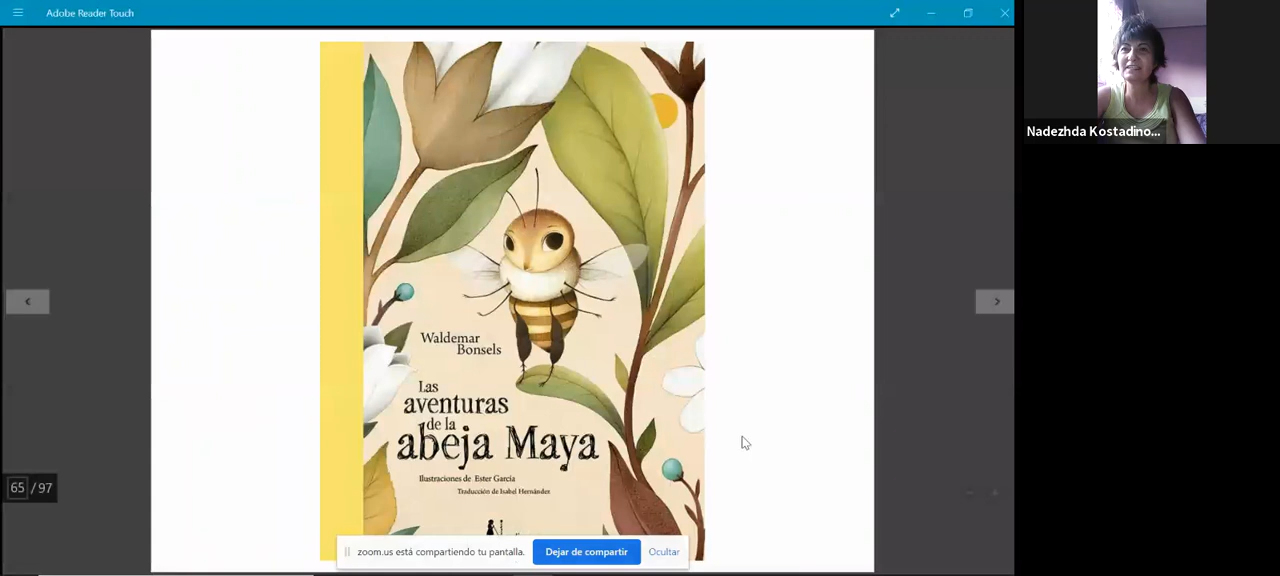 Adobe Reader Touch
Nadezhda Kostadino...
Waldemar
Bonsels
Las
aventuras
de la
abeja Maya
Ilustraciones de Ester García
Traducción de Isabel Hernández
65 / 97
zoom.us está compartiendo tu pantalla.
Dejar de compartir
Ocultar